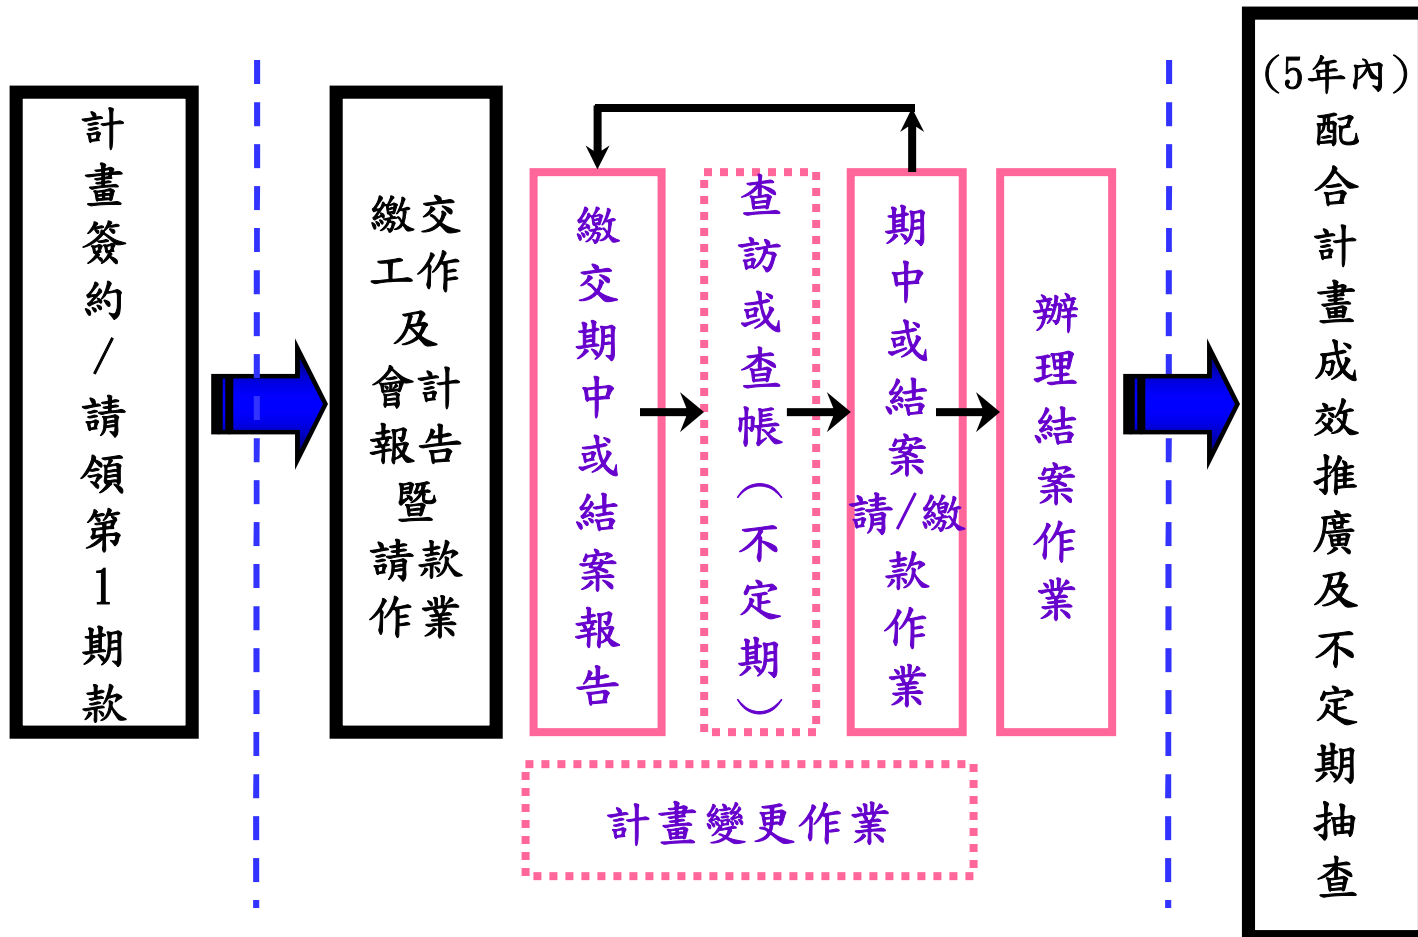 計畫簽約/請領第1期款
繳交
工作
及
會計
報告
暨
請款
作業
繳交期中或結案報告
查訪或查帳(不定期)
期中或結案
請/繳
款作業
辦理結案作業
計畫變更作業
(5年內)
配合計畫成效推廣及不定期抽查